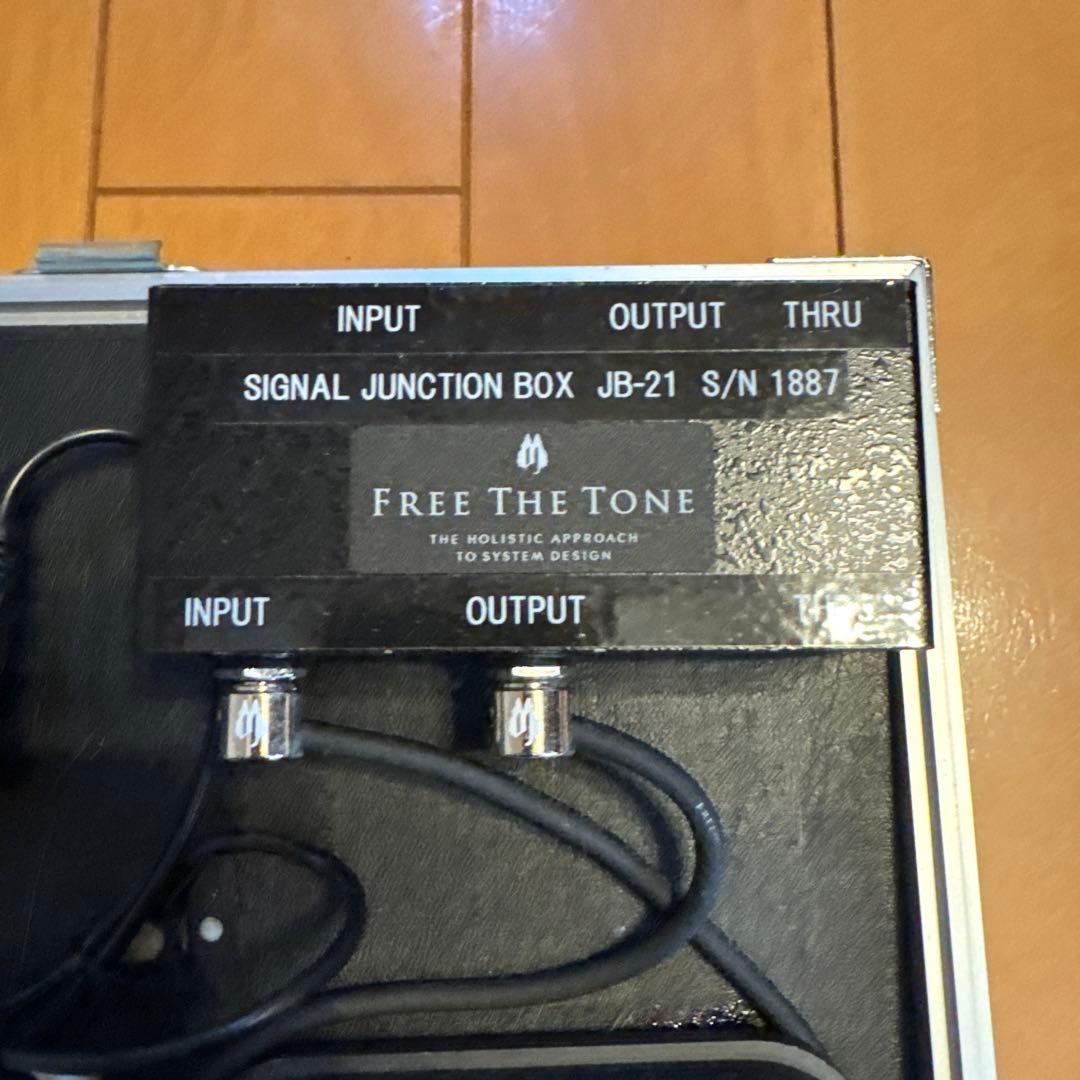 INPUT OUTPUT THRU
SIGNAL JUNCTION BOX JB-21 S/N 1887
FREE THE TONE
THE HOLISTIC APPROACH
TO SYSTEM DESIGN
INPUT OUTPUT THRU